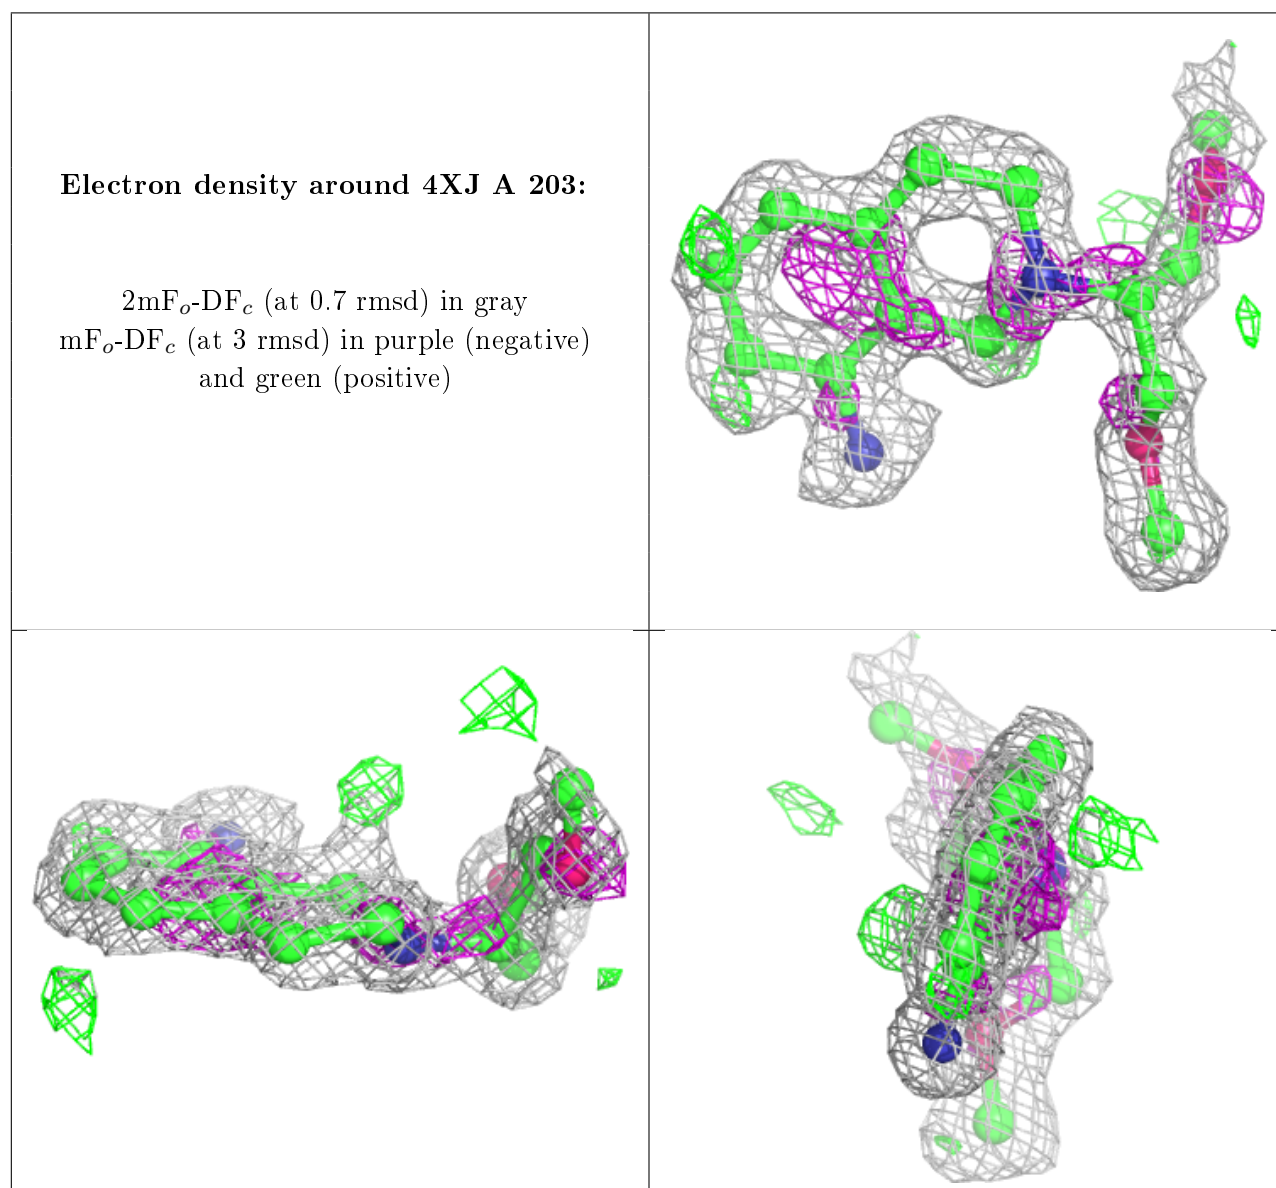 Electron density around 4XJ A 203:
2mFₒ-DF𝒸 (at 0.7 rmsd) in gray
mFₒ-DF𝒸 (at 3 rmsd) in purple (negative)
and green (positive)